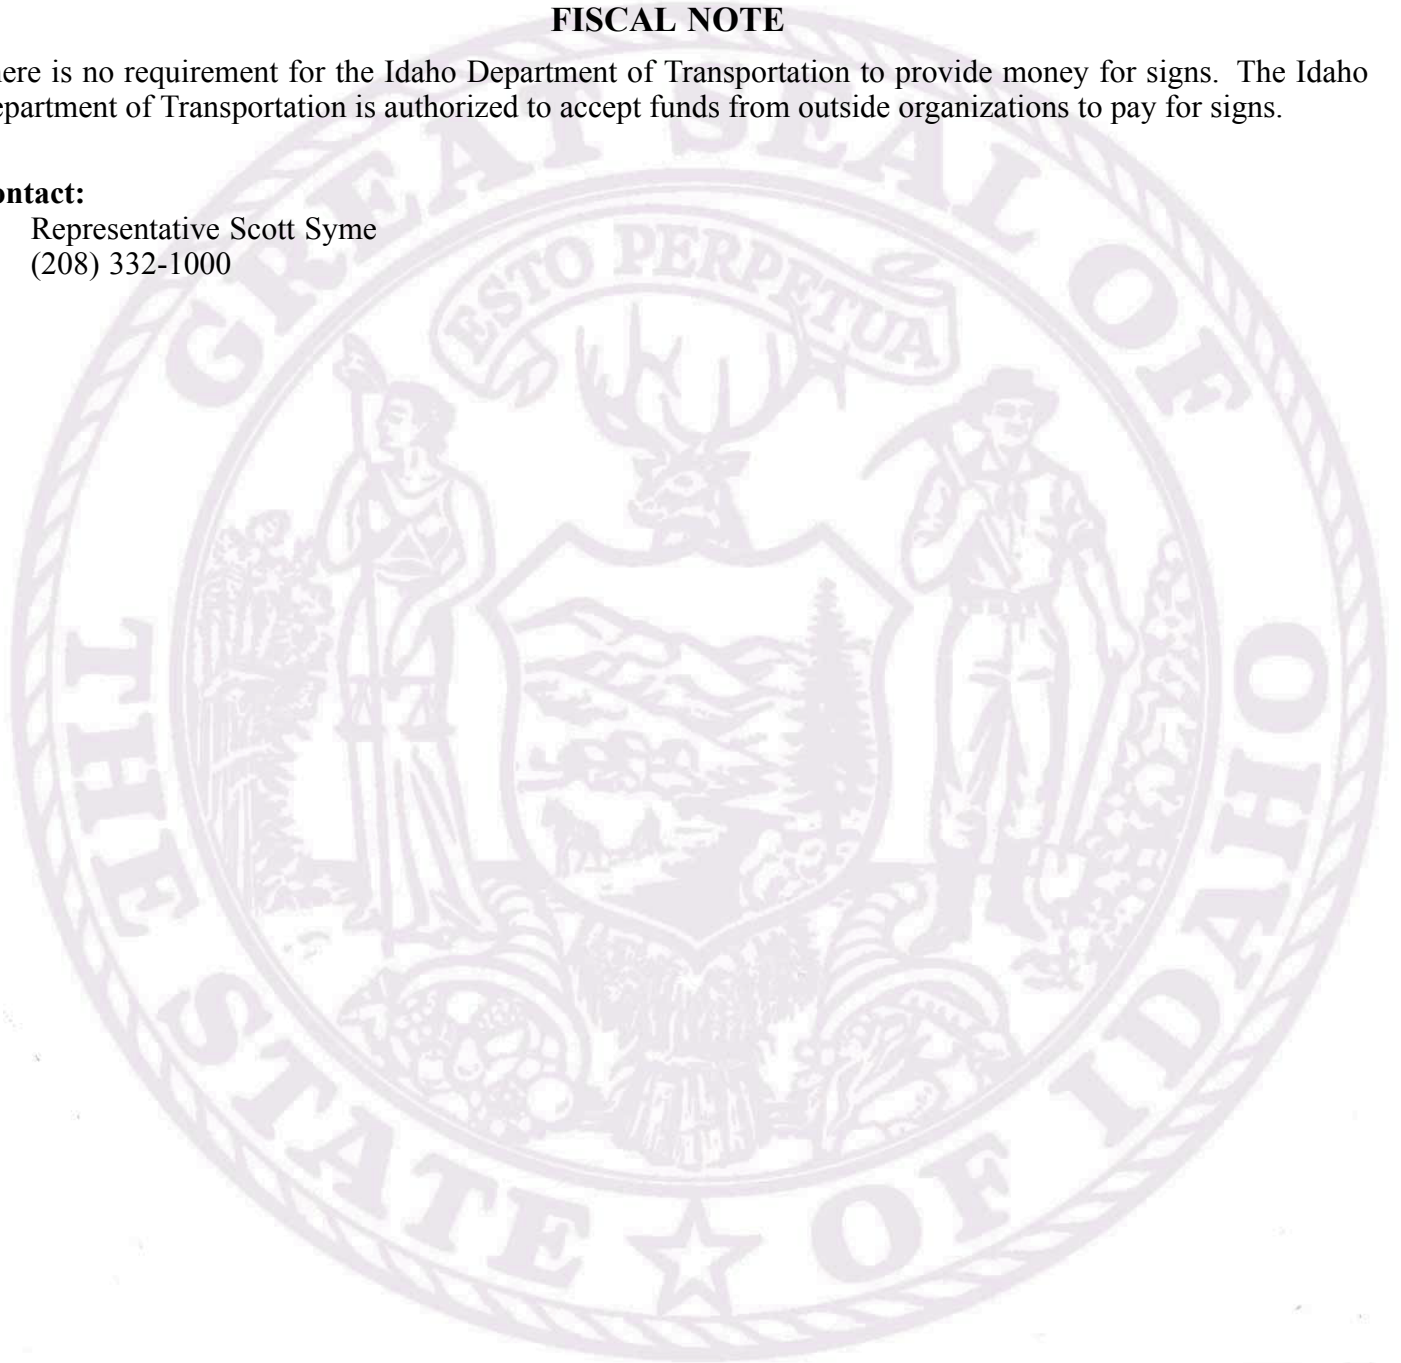 FISCAL NOTE
here is no requirement for the Idaho Department of Transportation to provide money for signs. The Idaho
epartment of Transportation is authorized to accept funds from outside organizations to pay for signs.
ontact:
Representative Scott Syme
(208) 332-1000
GREAT SEAL OF
ESTO PERPETUA
THE STATE OF IDAHO